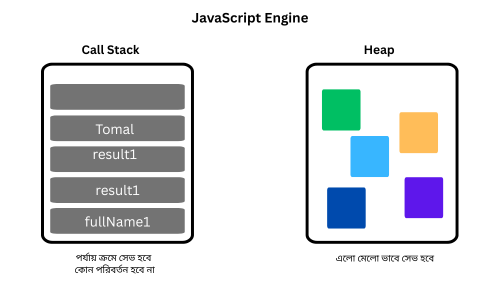 JavaScript Engine
Call Stack
Heap
Tomal
result1
result1
fullName1
পর্যায় ক্রমে সেভ হবে
কোন পরিবর্তন হবে না
এলো মেলো ভাবে সেভ হবে